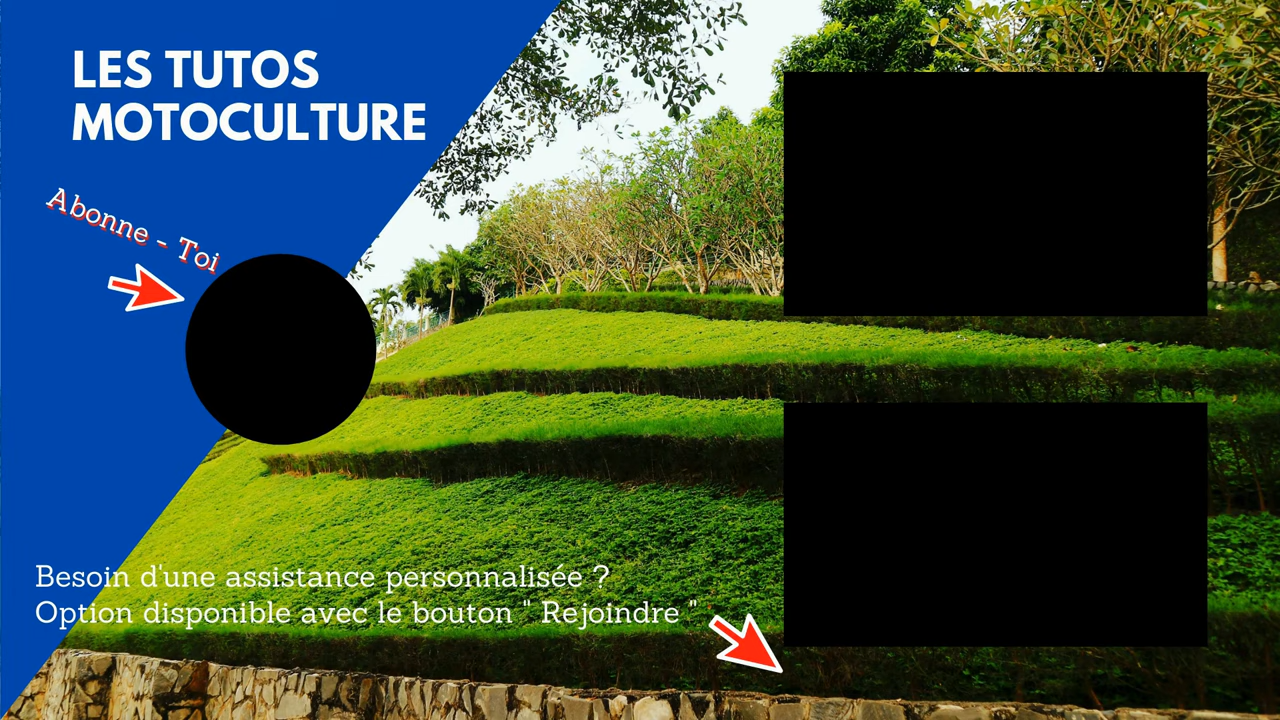 LES TUTOS
MOTOCULTURE
Abonne - Toi
Besoin d'une assistance personnalisée ?
Option disponible avec le bouton " Rejoindre "